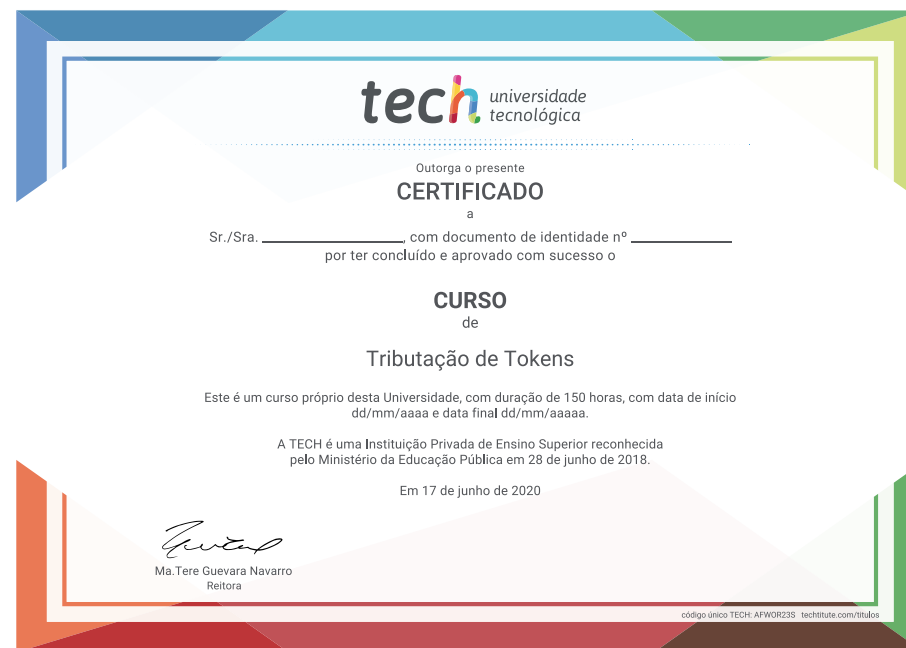 tech universidade
tecnológica
Outorga o presente
CERTIFICADO
a
Sr./Sra. ____________, com documento de identidade nº ____________
por ter concluído e aprovado com sucesso o
CURSO
de
Tributação de Tokens
Este é um curso próprio desta Universidade, com duração de 150 horas, com data de início
dd/mm/aaaa e data final dd/mm/aaaaa.
A TECH é uma Instituição Privada de Ensino Superior reconhecida
pelo Ministério da Educação Pública em 28 de junho de 2018.
Em 17 de junho de 2020
Ma.Tere Guevara Navarro
Reitora
código único TECH: AFWOR23S techtitute.com/titulos